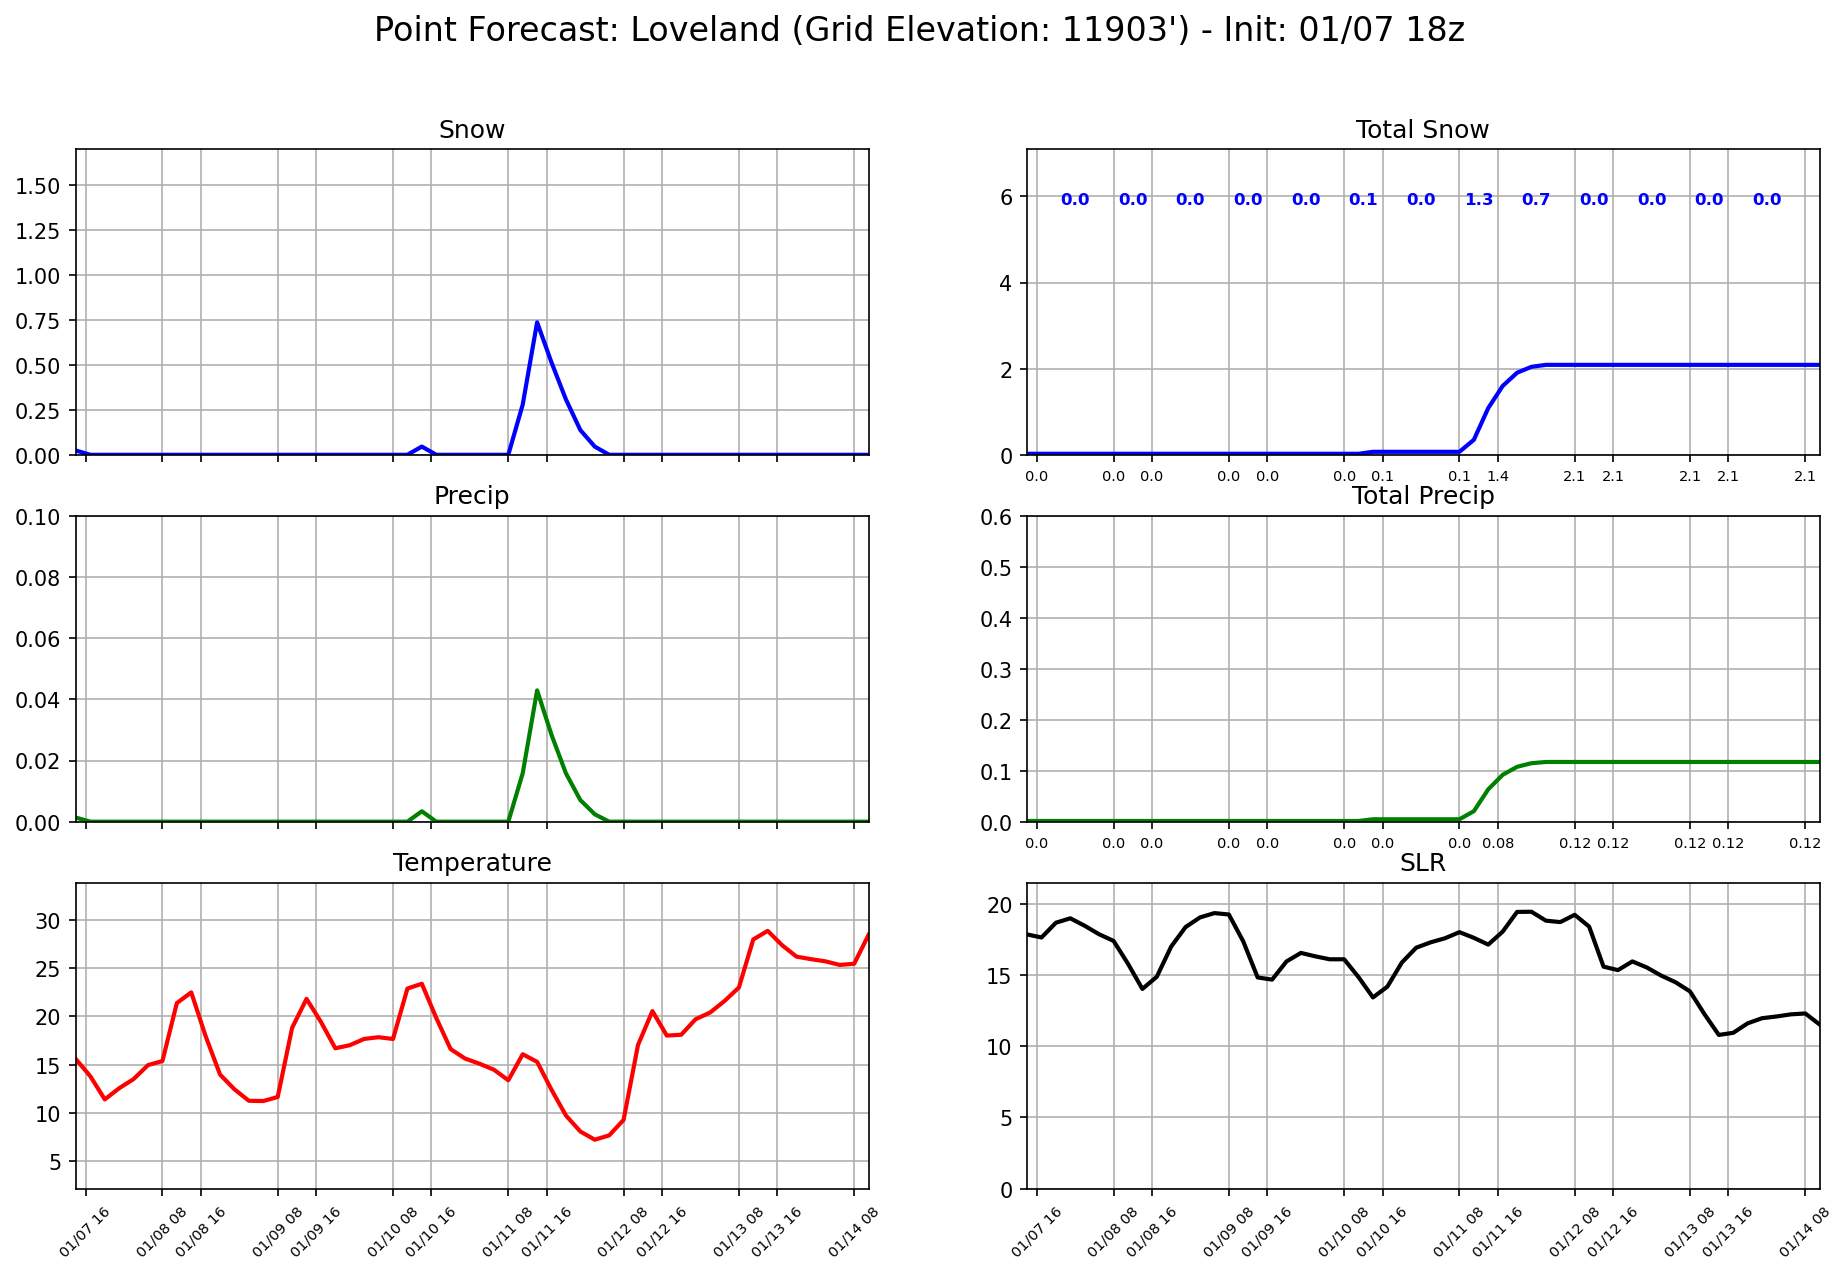 Point Forecast: Loveland (Grid Elevation: 11903') - Init: 01/07 18z
Snow
1.50
1.25
1.00
0.75
0.50
0.25
0.00
Total Snow
6
4
2
0
0.0 0.0 0.0 0.0 0.0 0.1 0.0 1.3 0.7 0.0 0.0 0.0 0.0
0.0 0.0 0.0 0.0 0.0 0.0 0.1 0.1 1.4 2.1 2.1 2.1 2.1 2.1
Precip
0.10
0.08
0.06
0.04
0.02
0.00
Total Precip
0.6
0.5
0.4
0.3
0.2
0.1
0.0
0.0 0.0 0.0 0.0 0.0 0.0 0.0 0.0 0.08 0.12 0.12 0.12 0.12 0.12
Temperature
30
25
20
15
10
5
01/07 16 01/08 08 01/08 16 01/09 08 01/09 16 01/10 08 01/10 16 01/11 08 01/11 16 01/12 08 01/12 16 01/13 08 01/13 16 01/14 08
SLR
20
15
10
5
0
01/07 16 01/08 08 01/08 16 01/09 08 01/09 16 01/10 08 01/10 16 01/11 08 01/11 16 01/12 08 01/12 16 01/13 08 01/13 16 01/14 08